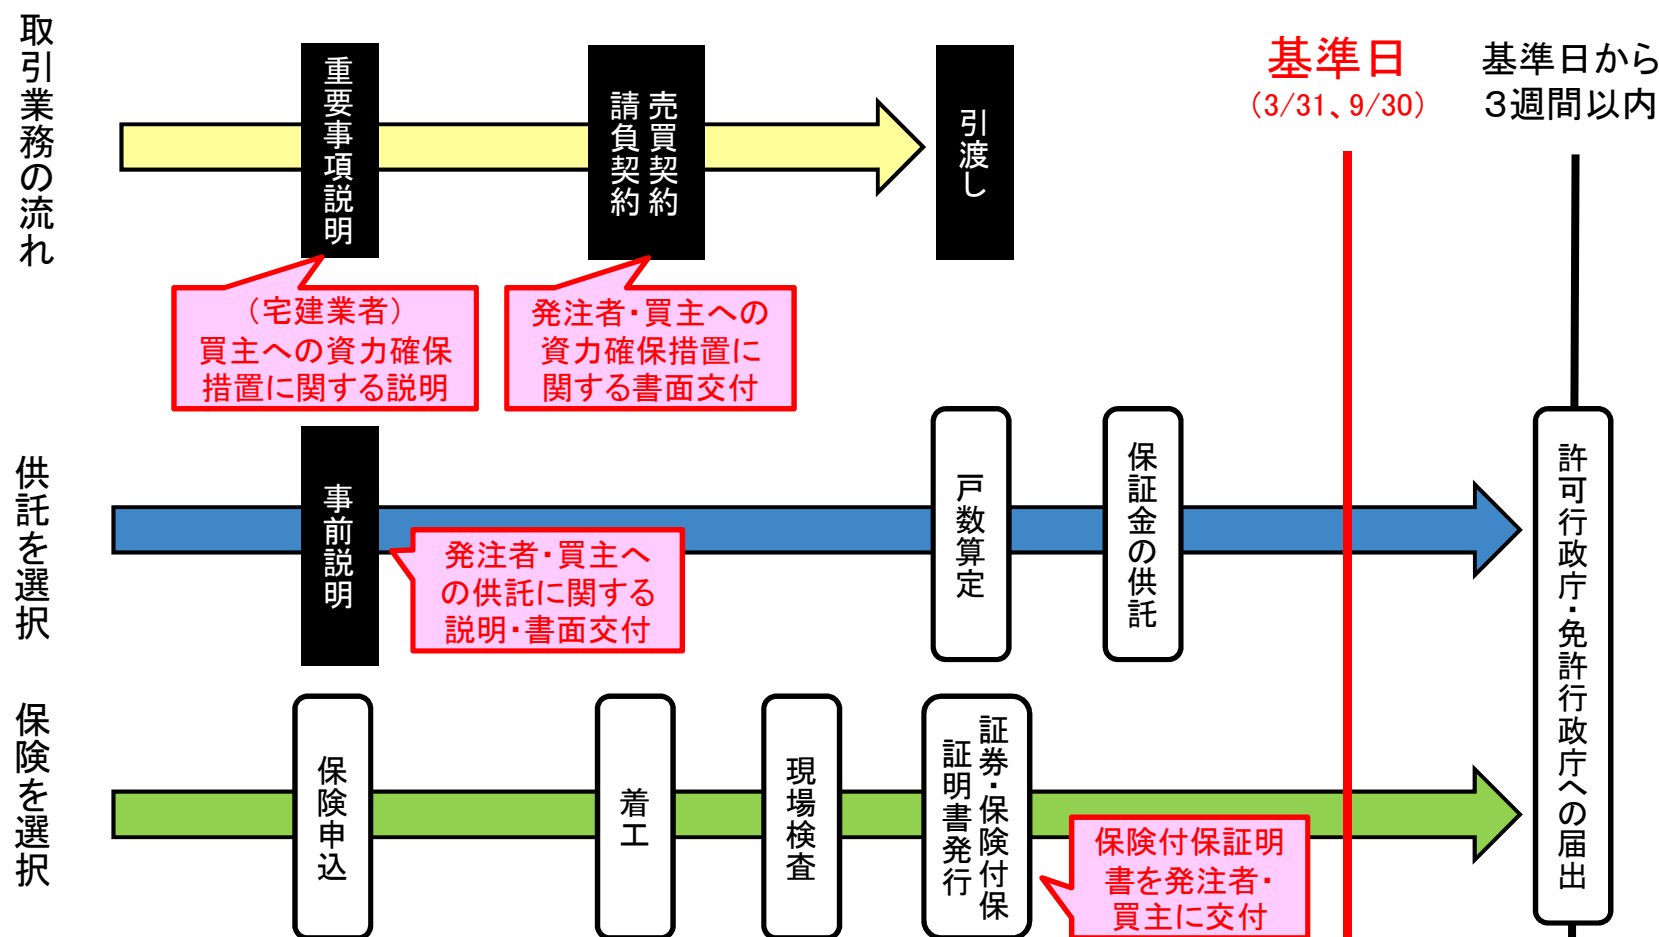 取引業務の流れ
重要事項説明
売買契約
請負契約
引渡し
基準日
（3/31、9/30）
基準日から
３週間以内
（宅建業者）
買主への資力確保
措置に関する説明
発注者・買主への
資力確保措置に
関する書面交付
供託を選択
事前説明
発注者・買主へ
の供託に関する
説明・書面交付
戸数算定
保証金の供託
許可行政庁・免許行政庁への届出
保険を選択
保険申込
着工
現場検査
証券・保険付保
証明書発行
保険付保証明
書を発注者・
買主に交付